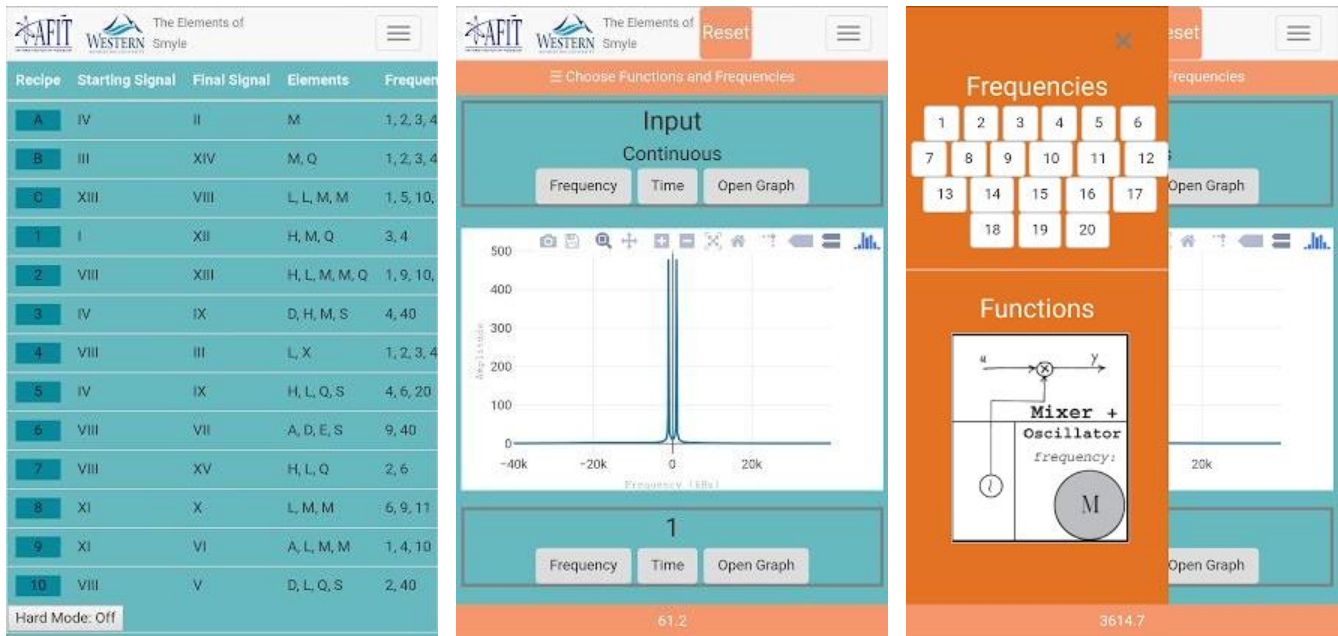 AFIT
WESTERN
The Elements of
Smyle
Recipe Starting Signal Final Signal Elements Frequen
A IV II M 1, 2, 3, 4
B III XIV M, Q 1, 2, 3, 4
C XIII VIII L, L, M, M 1, 5, 10,
1 I XII H, M, Q 3, 4
2 VIII XIII H, L, M, M, Q 1, 9, 10,
3 IV IX D, H, M, S 4, 40
4 VIII III L, X 1, 2, 3, 4
5 IV IX H, L, Q, S 4, 6, 20
6 VIII VII A, D, E, S 9, 40
7 VIII XV H, L, Q 2, 6
8 XI X L, M, M 6, 9, 11
9 XI VI A, L, M, M 1, 4, 10
10 VIII V D, L, Q, S 2, 40
Hard Mode: Off
AFIT
WESTERN
The Elements of
Smyle
Reset
☰ Choose Functions and Frequencies
Input
Continuous
Frequency Time Open Graph
500
400
300
200
100
0
Amplitude
−40k −20k 0 20k
Frequency (kHz)
1
Frequency Time Open Graph
61.2
×
eset
Frequencies
Frequencies
1 2 3 4 5 6
7 8 9 10 11 12
13 14 15 16 17
18 19 20
s
Open Graph
Functions
u y
Mixer +
Oscillator
frequency:
M
20k
Open Graph
3614.7